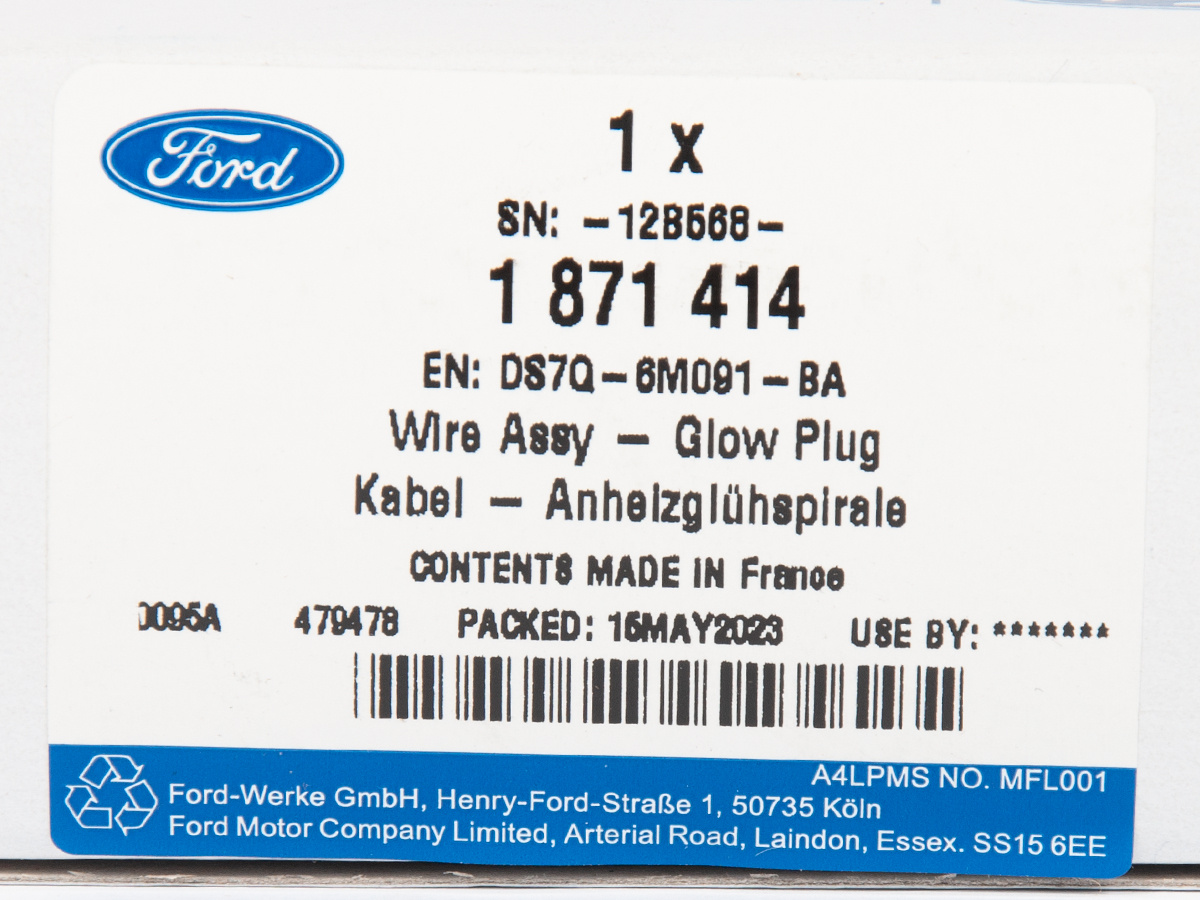 Ford
1 x
SN: -12B568-
1 871 414
EN: DS7Q-6M091-BA
Wire Assy - Glow Plug
Kabel - Anheizglühspirale
CONTENTS MADE IN France
0095A 479478 PACKED: 15MAY2023 USE BY: *******
A4LPMS NO. MFL001
Ford-Werke GmbH, Henry-Ford-Straße 1, 50735 Köln
Ford Motor Company Limited, Arterial Road, Laindon, Essex. SS15 6EE